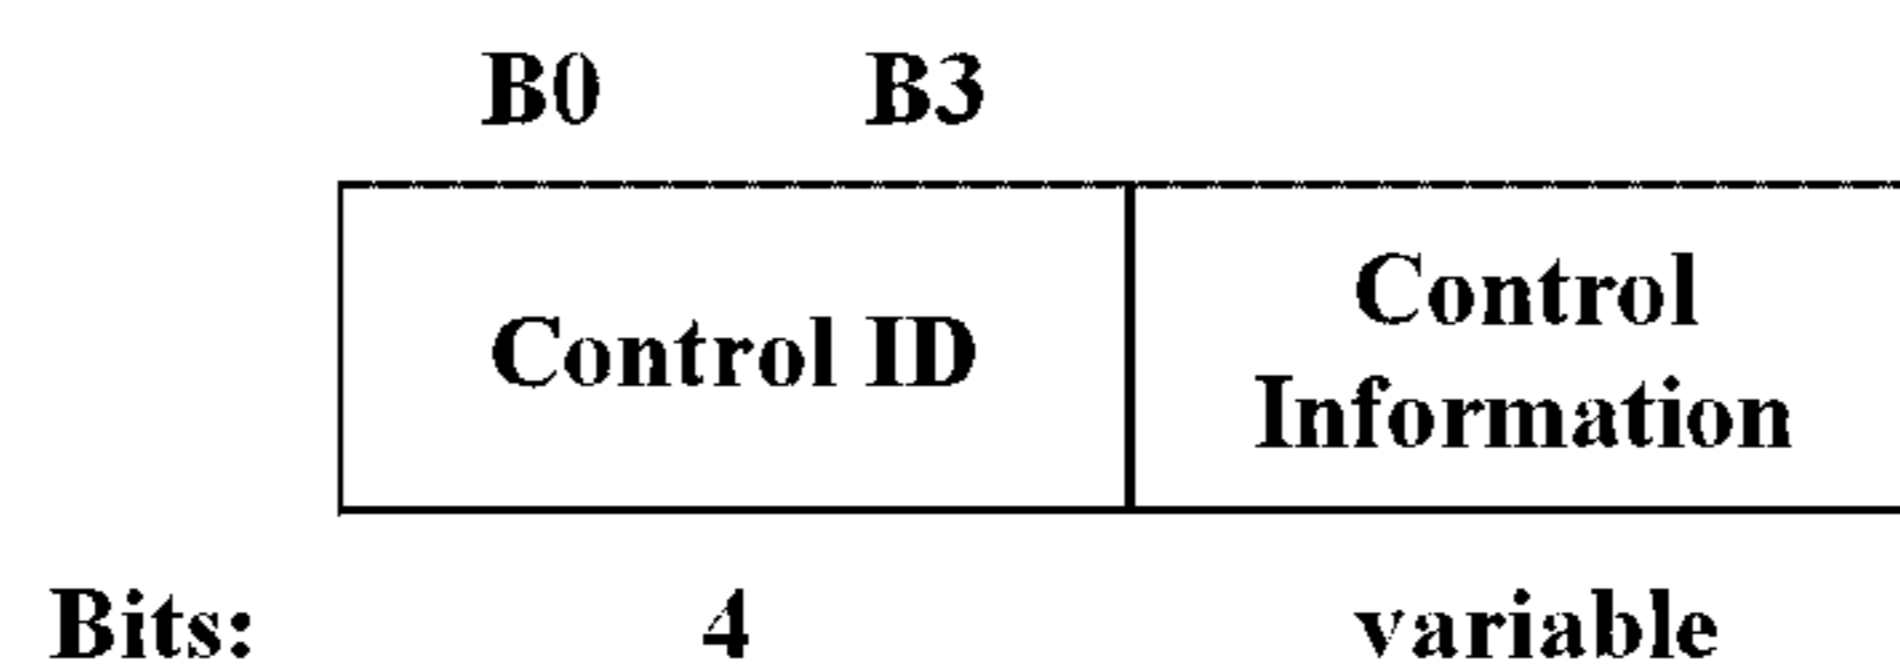 B0 B3
Control ID
Control
Information
Bits: 4 variable